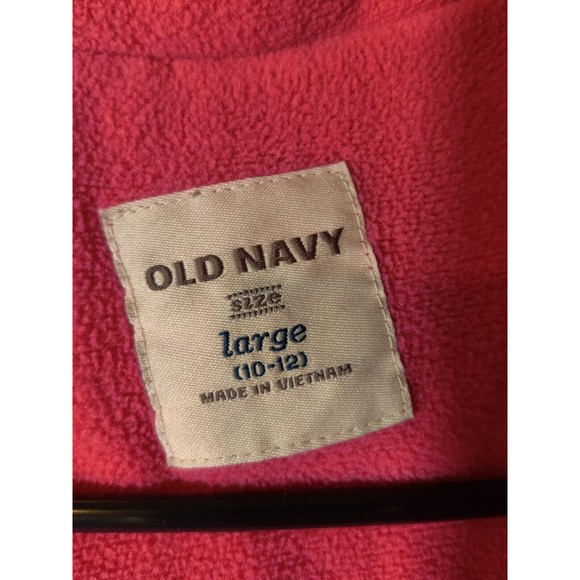 OLD NAVY
size
large
(10-12)
MADE IN VIETNAM